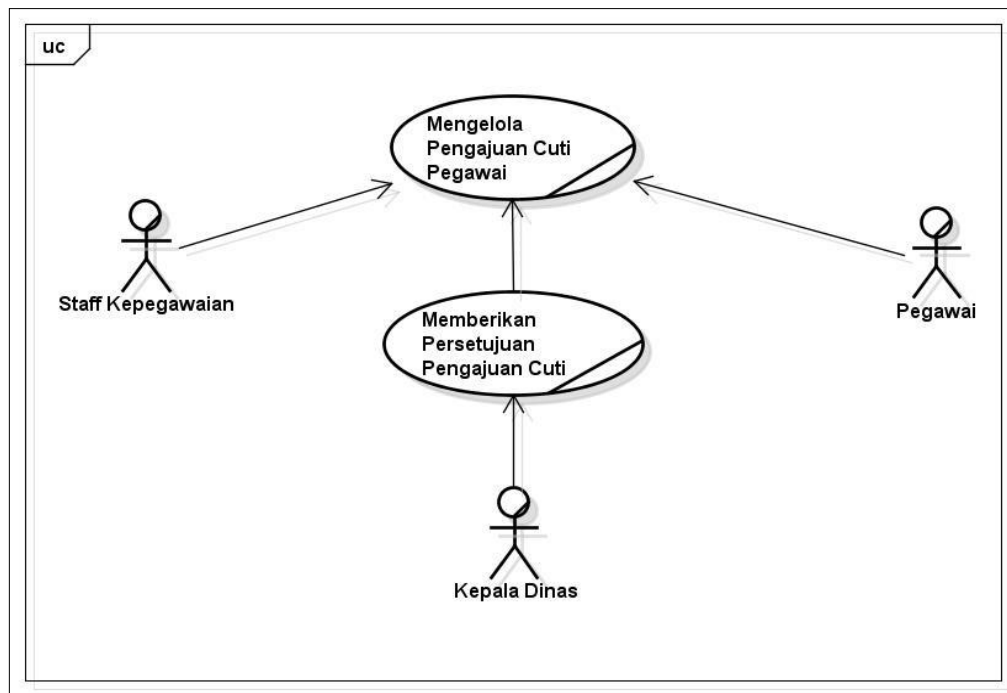 uc
Mengelola
Pengajuan Cuti
Pegawai
Staff Kepegawaian
Pegawai
Memberikan
Persetujuan
Pengajuan Cuti
Kepala Dinas